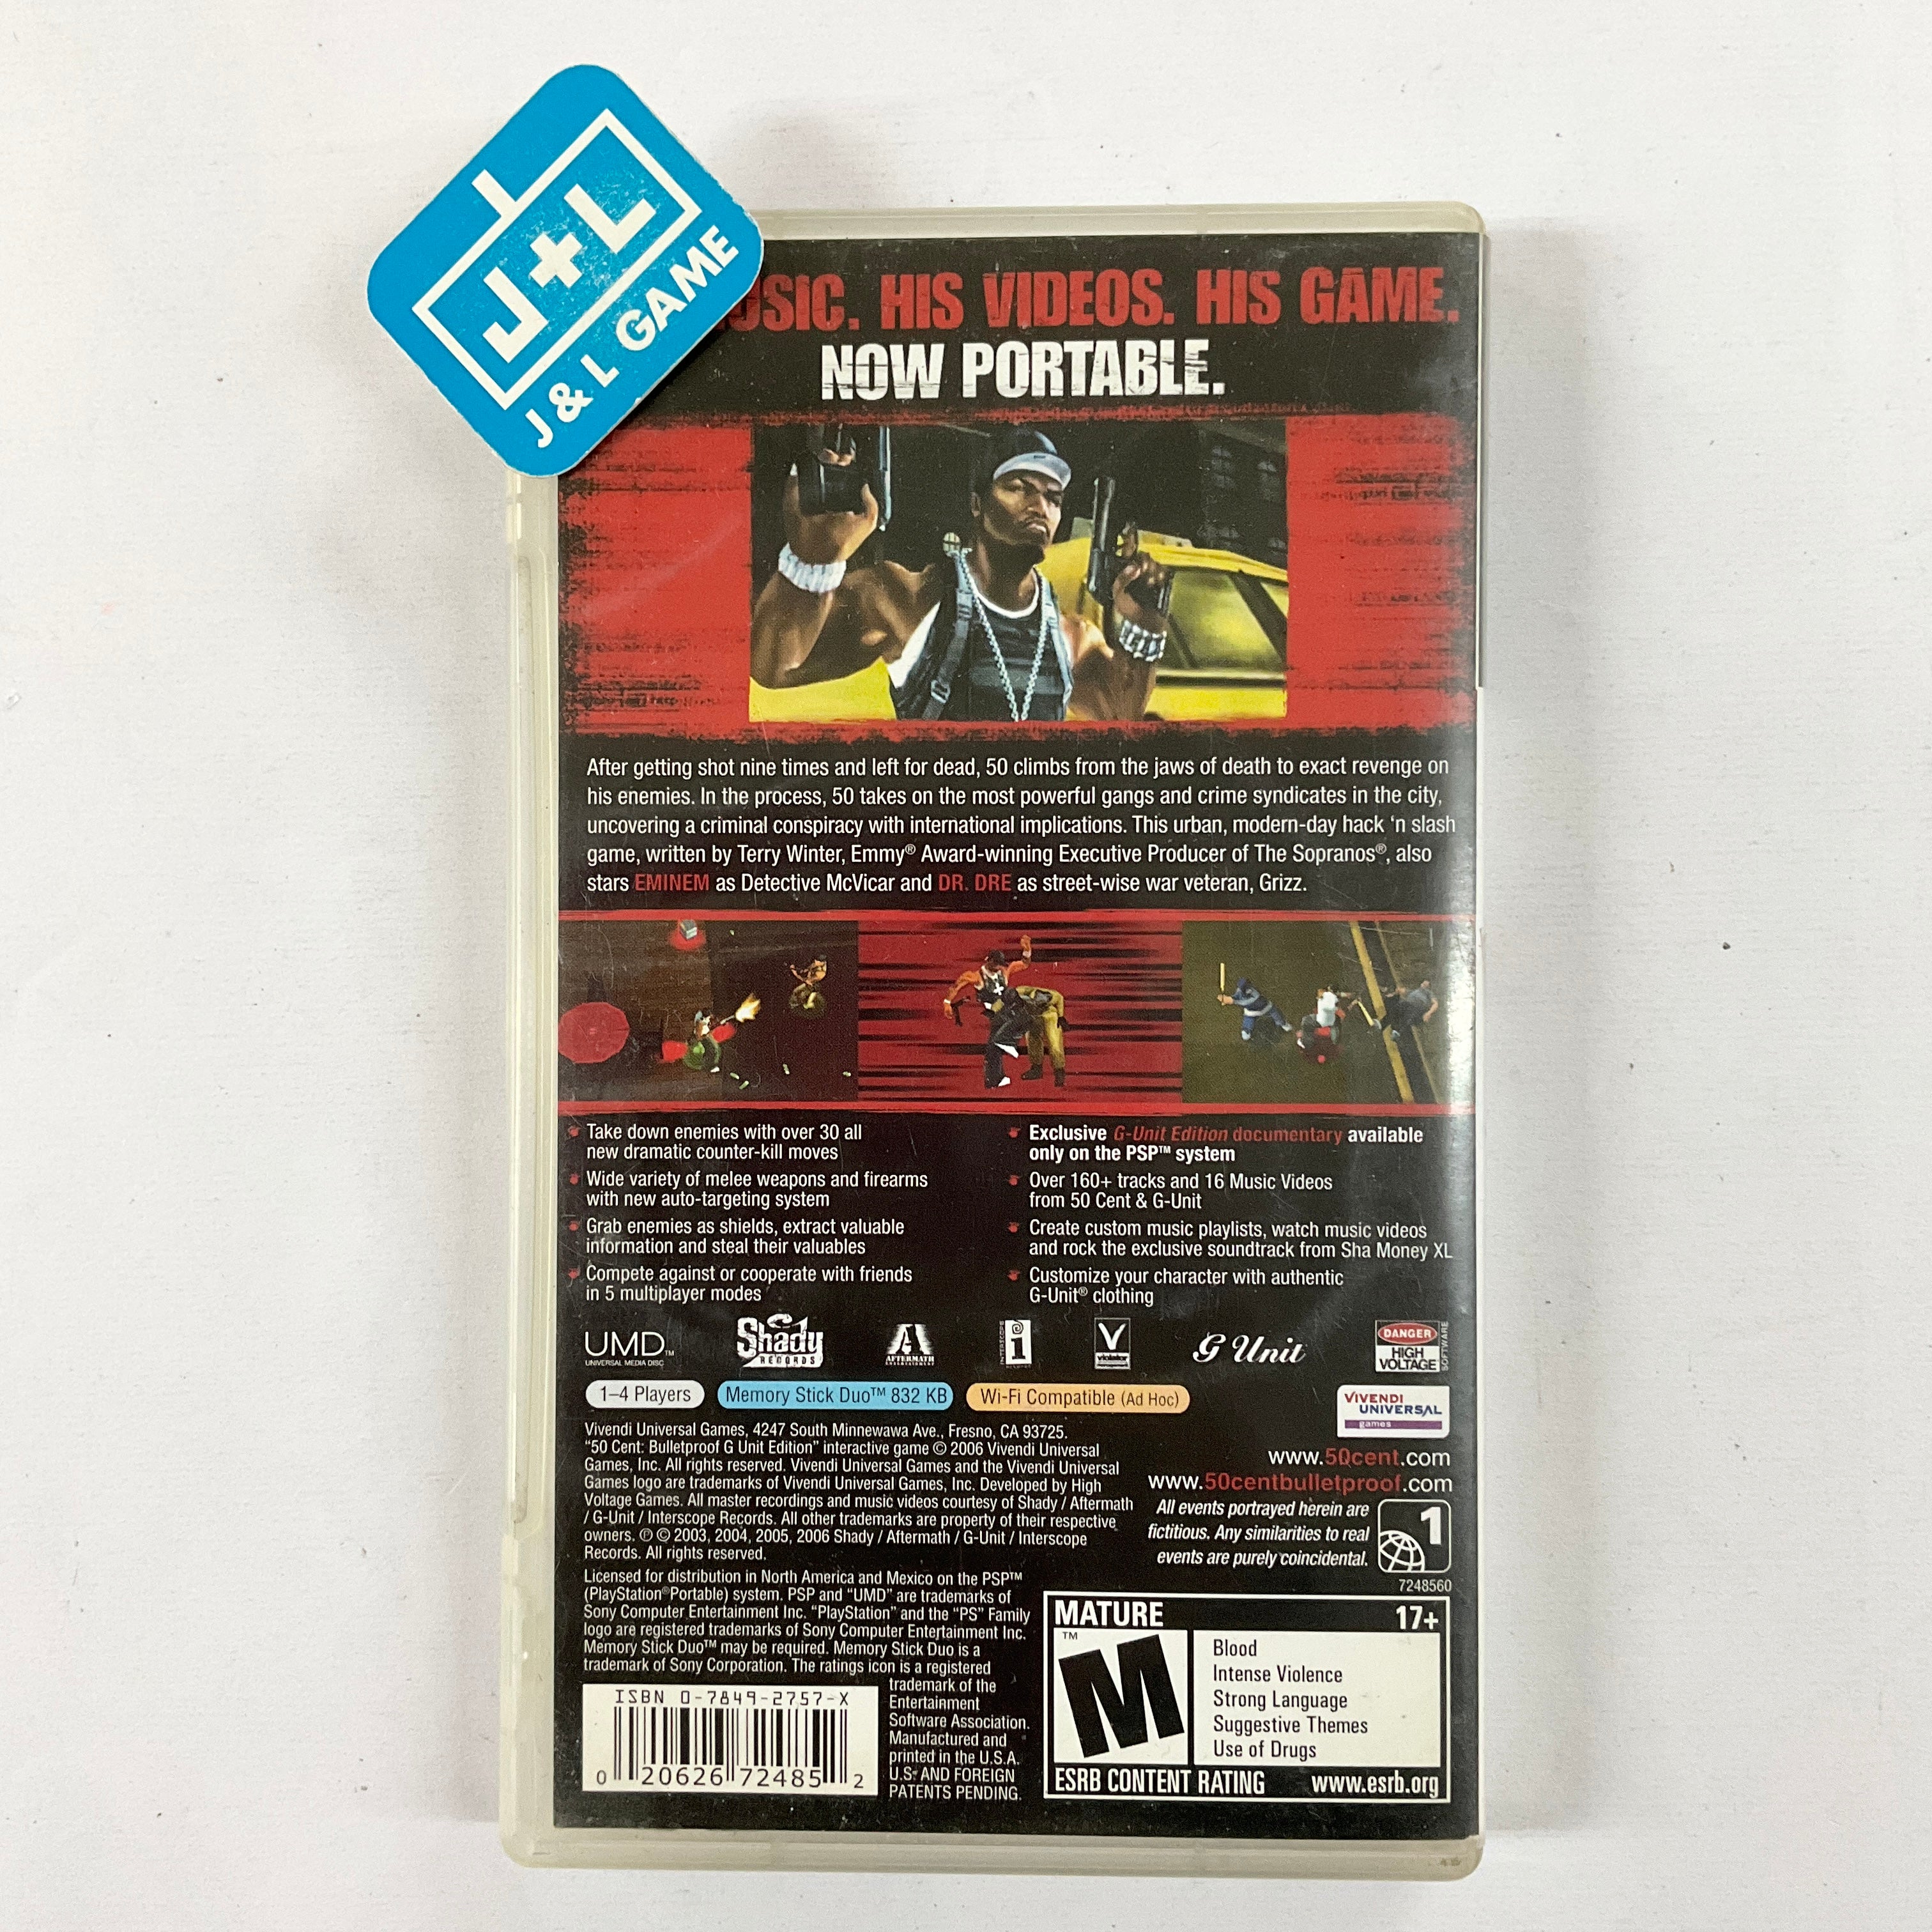 J+L
J & L GAME
USIC. HIS VIDEOS. HIS GAME.
NOW PORTABLE.
After getting shot nine times and left for dead, 50 climbs from the jaws of death to exact revenge on
his enemies. In the process, 50 takes on the most powerful gangs and crime syndicates in the city,
uncovering a criminal conspiracy with international implications. This urban, modern-day hack 'n slash
game, written by Terry Winter, Emmy® Award-winning Executive Producer of The Sopranos®, also
stars EMINEM as Detective McVicar and DR. DRE as street-wise war veteran, Grizz.
Take down enemies with over 30 all
new dramatic counter-kill moves
Wide variety of melee weapons and firearms
with new auto-targeting system
Grab enemies as shields, extract valuable
information and steal their valuables
Compete against or cooperate with friends
in 5 multiplayer modes
Exclusive G-Unit Edition documentary available
only on the PSP™ system
Over 160+ tracks and 16 Music Videos
from 50 Cent & G-Unit
Create custom music playlists, watch music videos
and rock the exclusive soundtrack from Sha Money XL
Customize your character with authentic
G-Unit® clothing
UMD™
UNIVERSAL MEDIA DISC
Shady
RECORDS
AFTERMATH
ENTERTAINMENT
INTERSCOPE
V
G Unit
DANGER
HIGH
VOLTAGE
SOFTWARE
1–4 Players
Memory Stick Duo™ 832 KB
Wi-Fi Compatible (Ad Hoc)
VIVENDI
UNIVERSAL
games
Vivendi Universal Games, 4247 South Minnewawa Ave., Fresno, CA 93725.
"50 Cent: Bulletproof G Unit Edition" interactive game © 2006 Vivendi Universal
Games, Inc. All rights reserved. Vivendi Universal Games and the Vivendi Universal
Games logo are trademarks of Vivendi Universal Games, Inc. Developed by High
Voltage Games. All master recordings and music videos courtesy of Shady / Aftermath
/ G-Unit / Interscope Records. All other trademarks are property of their respective
owners. ℗ © 2003, 2004, 2005, 2006 Shady / Aftermath / G-Unit / Interscope
Records. All rights reserved.
www.50cent.com
www.50centbulletproof.com
All events portrayed herein are
fictitious. Any similarities to real
events are purely coincidental.
1
7248560
Licensed for distribution in North America and Mexico on the PSP™
(PlayStation®Portable) system. PSP and "UMD" are trademarks of
Sony Computer Entertainment Inc. "PlayStation" and the "PS" Family
logo are registered trademarks of Sony Computer Entertainment Inc.
Memory Stick Duo™ may be required. Memory Stick Duo is a
trademark of Sony Corporation. The ratings icon is a registered
trademark of the
Entertainment
Software Association.
Manufactured and
printed in the U.S.A.
U.S. AND FOREIGN
PATENTS PENDING.
ISBN 0-7849-2757-X
0 20626 72485 2
MATURE 17+
™
M
Blood
Intense Violence
Strong Language
Suggestive Themes
Use of Drugs
ESRB CONTENT RATING www.esrb.org